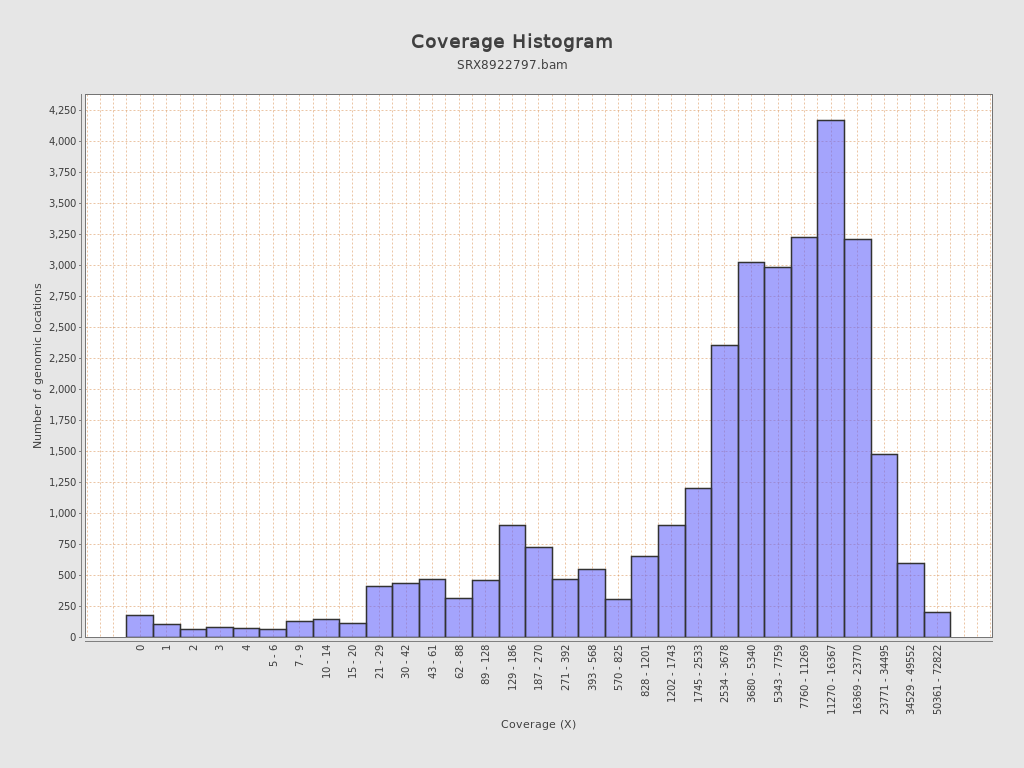 Coverage Histogram
SRX8922797.bam
Number of genomic locations
4,250
4,000
3,750
3,500
3,250
3,000
2,750
2,500
2,250
2,000
1,750
1,500
1,250
1,000
750
500
250
0
0
1
2
3
4
5 - 6
7 - 9
10 - 14
15 - 20
21 - 29
30 - 42
43 - 61
62 - 88
89 - 128
129 - 186
187 - 270
271 - 392
393 - 568
570 - 825
828 - 1201
1202 - 1743
1745 - 2533
2534 - 3678
3680 - 5340
5343 - 7759
7760 - 11269
11270 - 16367
16369 - 23770
23771 - 34495
34529 - 49552
50361 - 72822
Coverage (X)